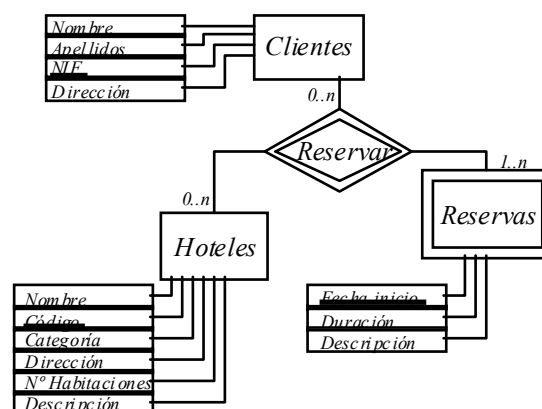 Nombre
Apellidos
NIF
Dirección
Clientes
0..n
Reservar
0..n
1..n
Hoteles
Reservas
Nombre
Código
Categoría
Dirección
Nº Habitaciones
Descripción
Fecha inicio
Duración
Descripción